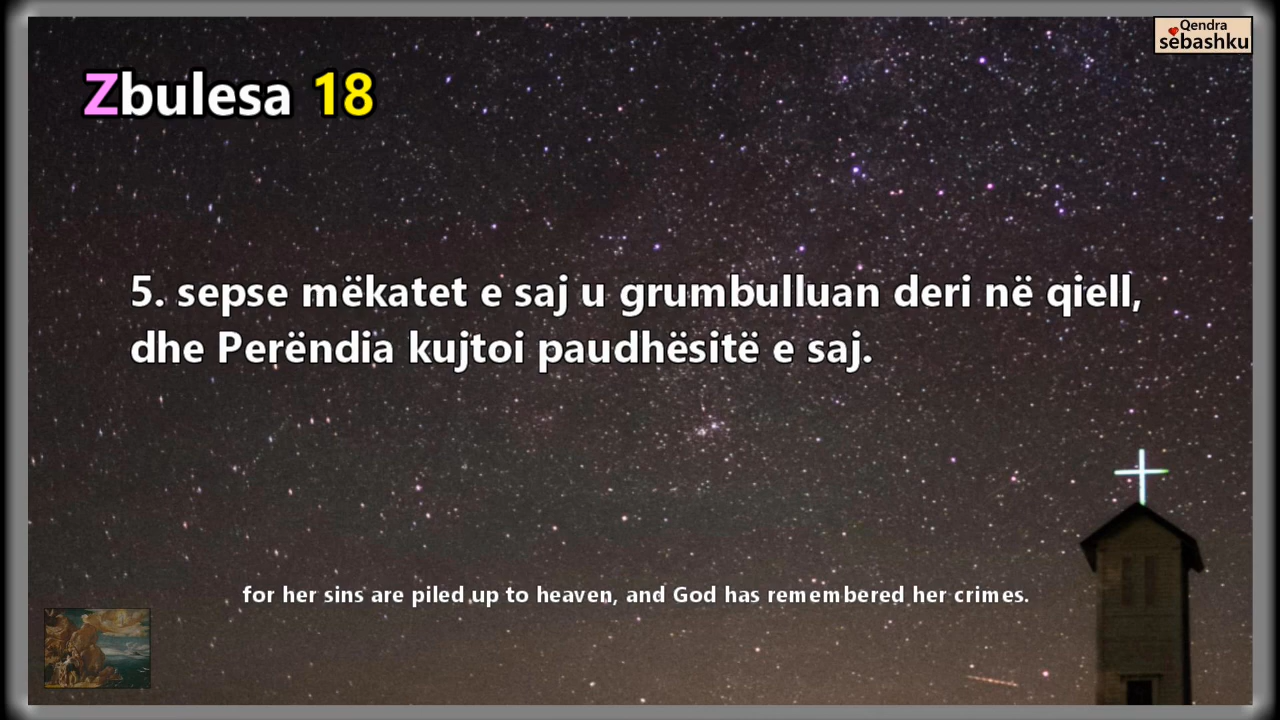 Qendra
sebashku
Zbulesa 18
5. sepse mëkatet e saj u grumbulluan deri në qiell,
dhe Perëndia kujtoi paudhësitë e saj.
for her sins are piled up to heaven, and God has remembered her crimes.